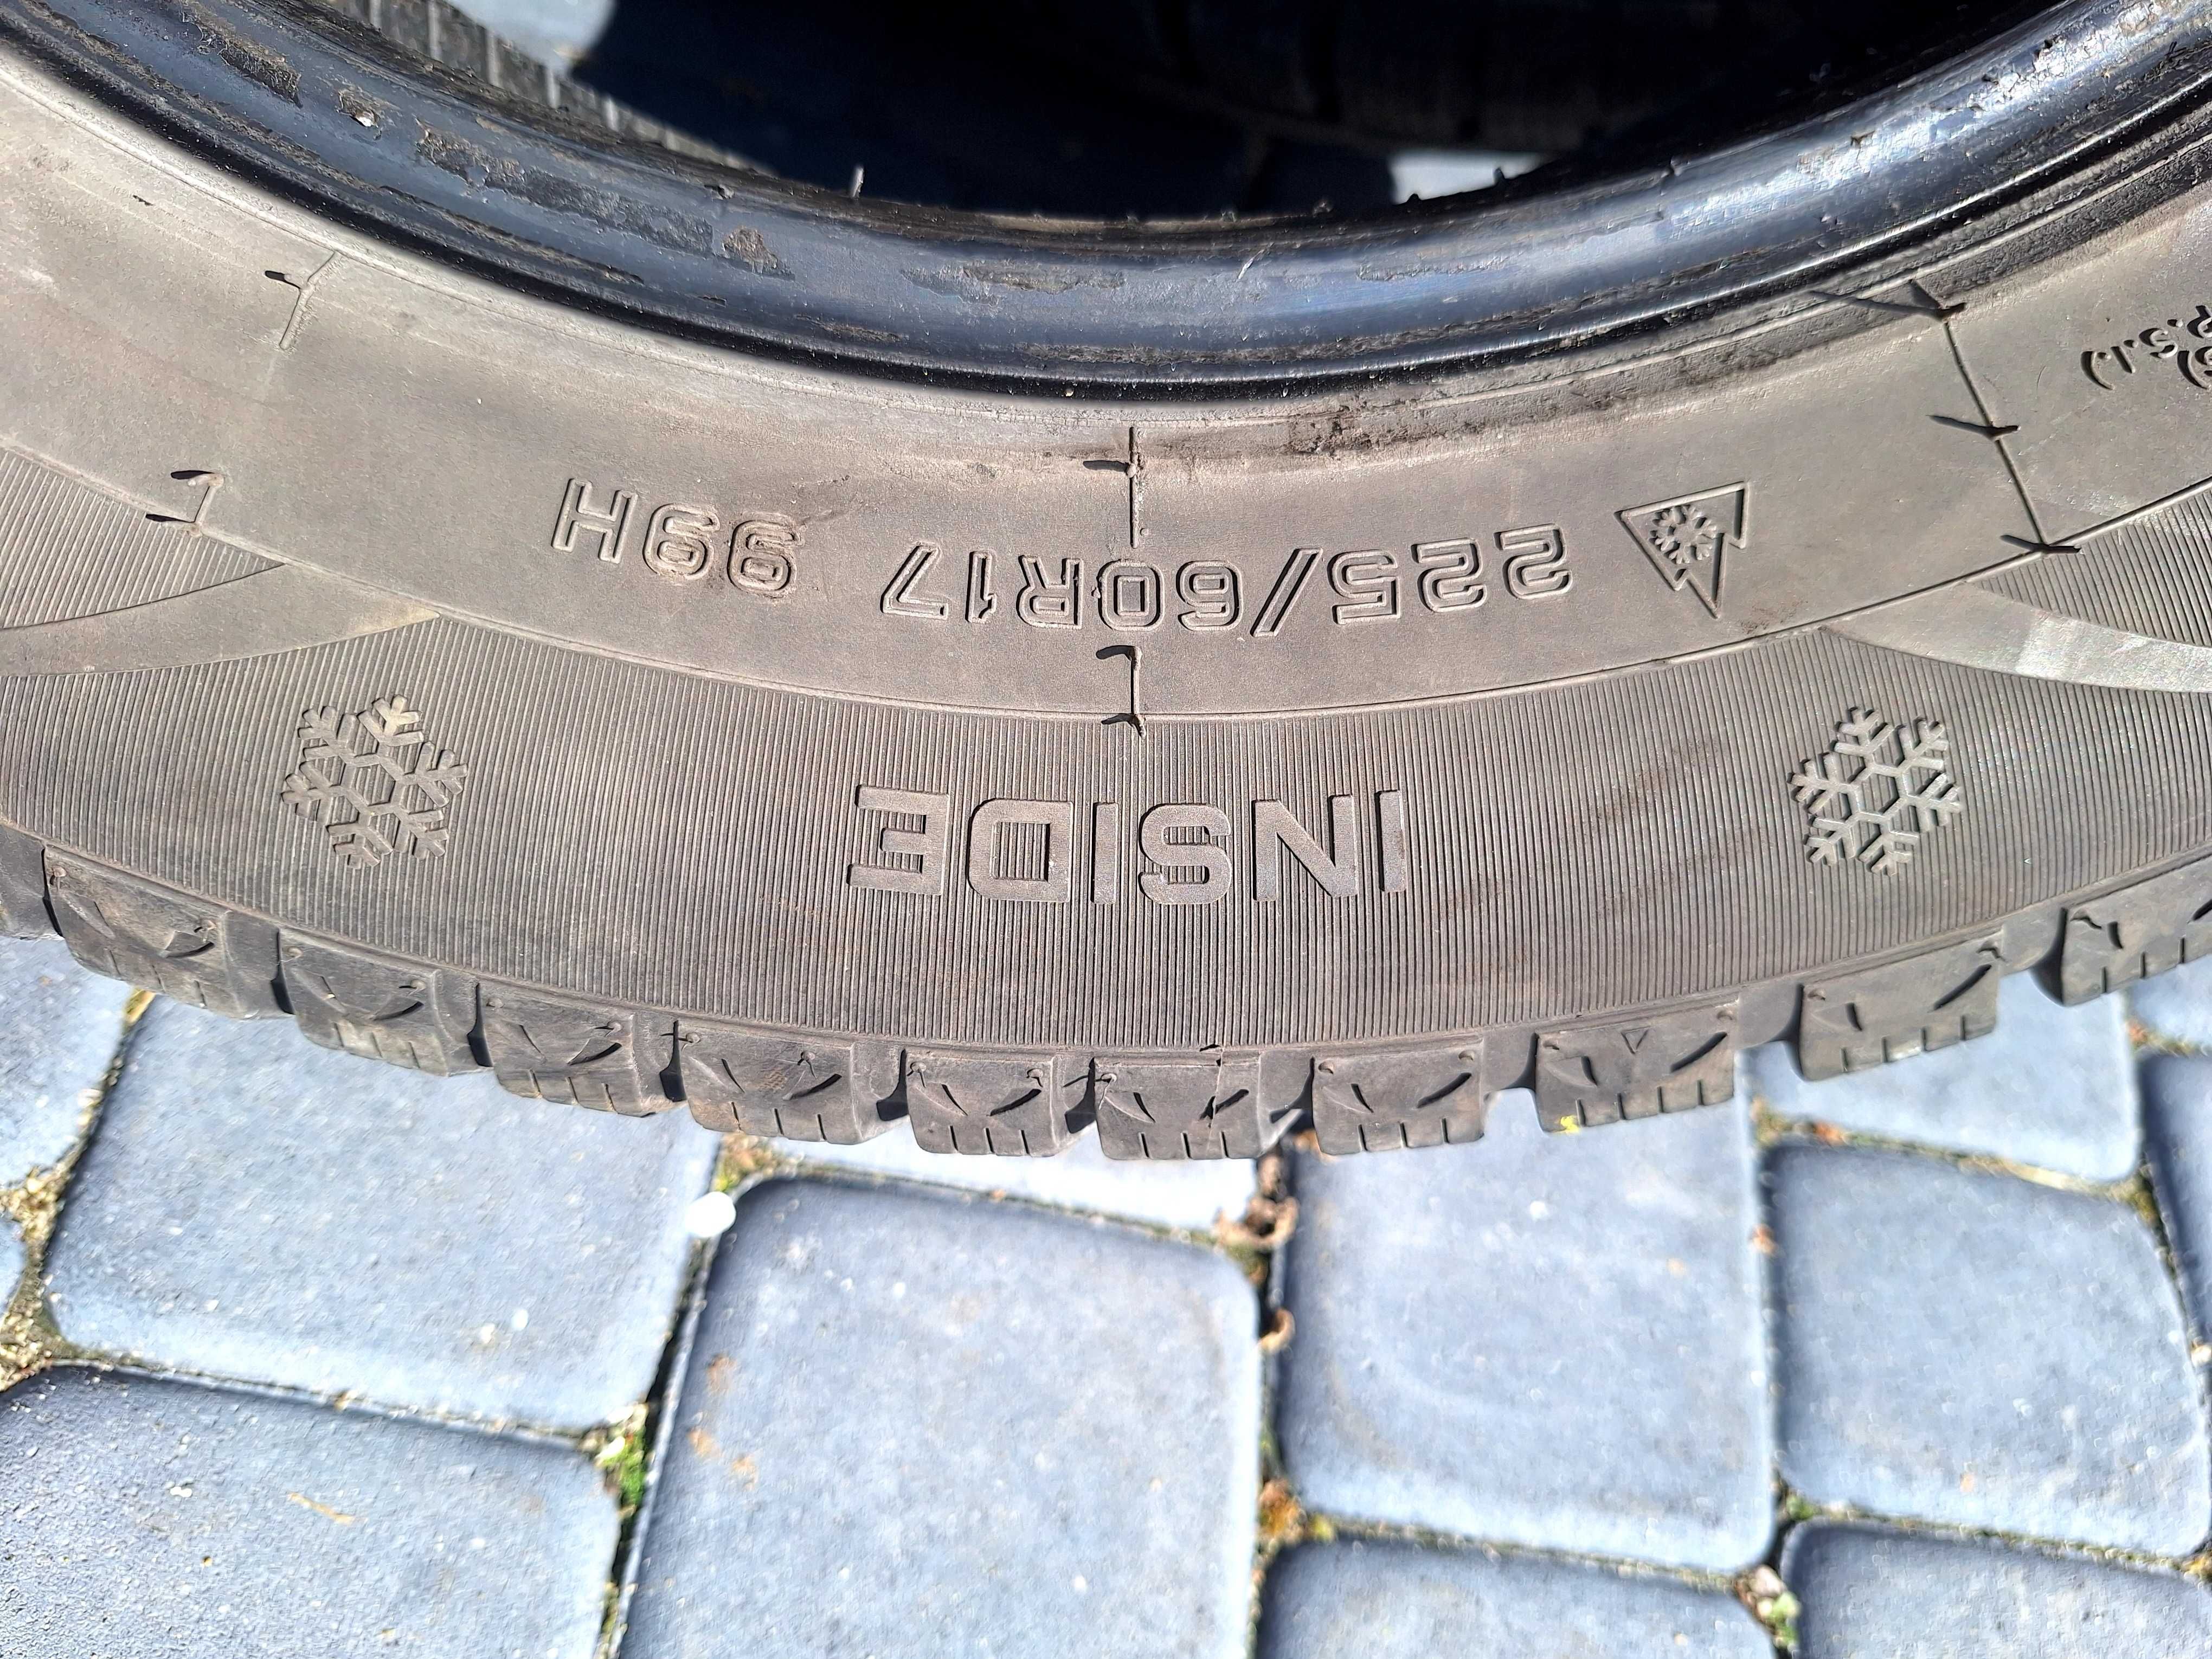 225/60R17 99H
INSIDE
P.S.I.)